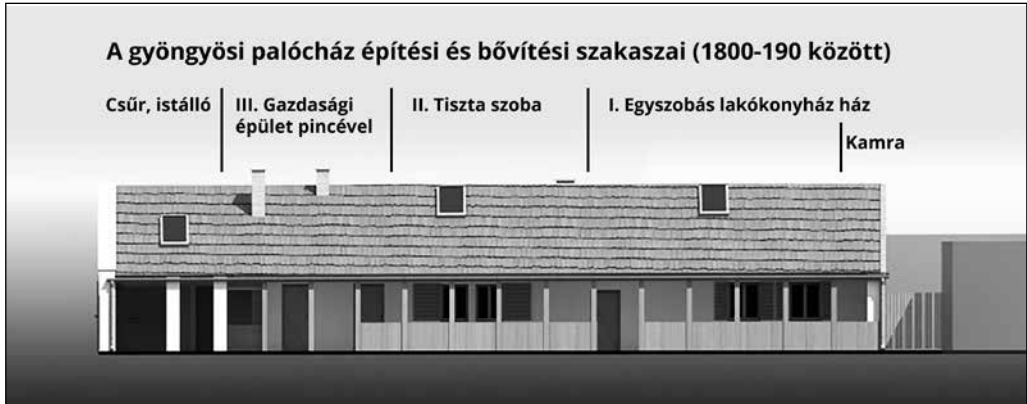 A gyöngyösi palócház építési és bővítési szakaszai (1800-190 között)
Csűr, istálló
III. Gazdasági
épület pincével
II. Tiszta szoba
I. Egyszobás lakókonyház ház
Kamra